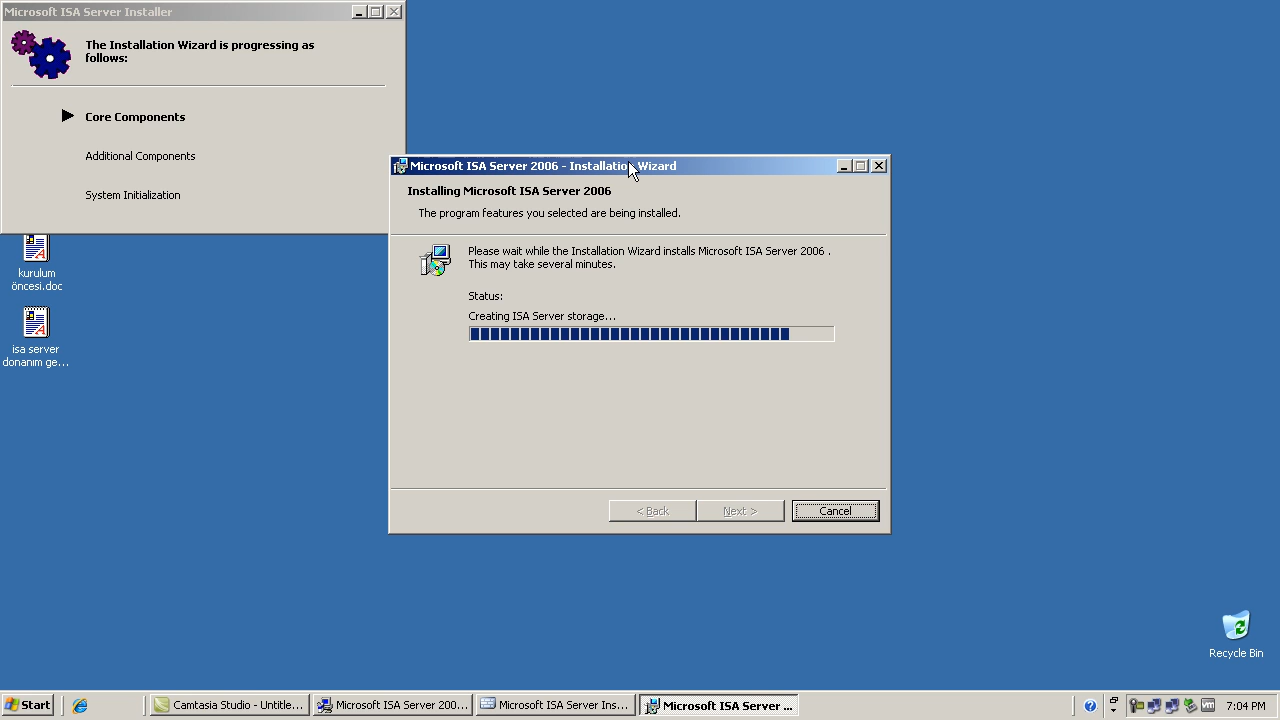 Microsoft ISA Server Installer
The Installation Wizard is progressing as
follows:
Core Components
Additional Components
System Initialization
Microsoft ISA Server 2006 - Installation Wizard
Installing Microsoft ISA Server 2006
The program features you selected are being installed.
Please wait while the Installation Wizard installs Microsoft ISA Server 2006 .
This may take several minutes.
Status:
Creating ISA Server storage...
< Back
Next >
Cancel
kurulum
öncesi.doc
isa server
donanım ge...
Recycle Bin
Start
Camtasia Studio - Untitle...
Microsoft ISA Server 200...
Microsoft ISA Server Ins...
Microsoft ISA Server ...
vm
7:04 PM